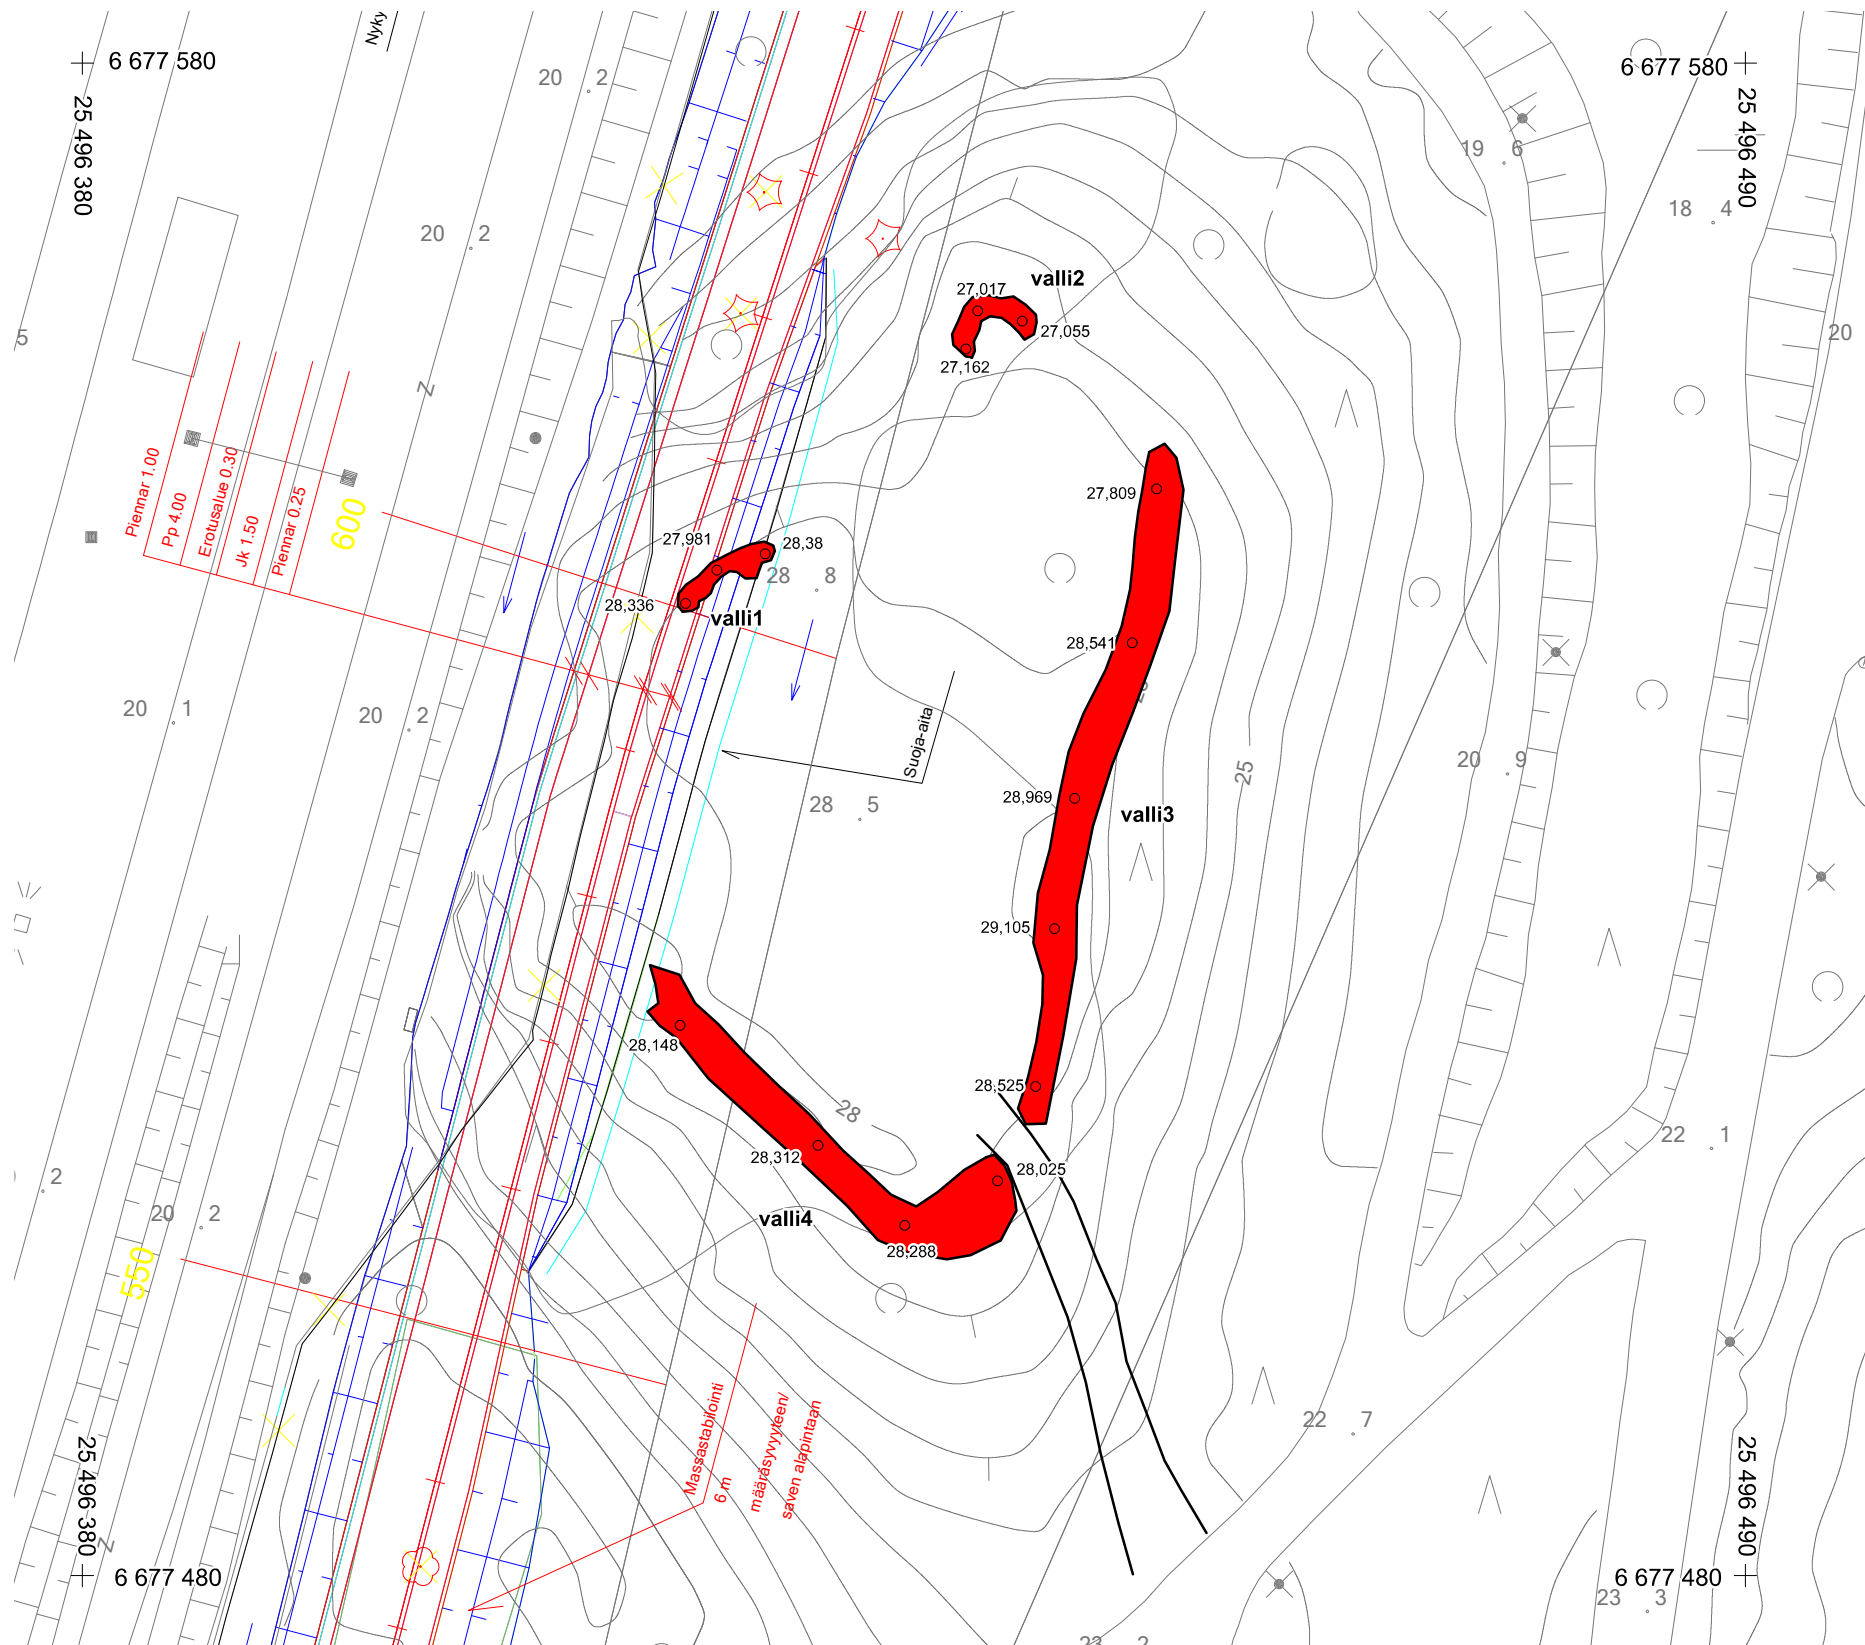 Nyky
6 677 580
25 496 380
6 677 580
25 496 490
20 2
19 6
18 4
20 2
20
5
valli2
27,017
27,055
27,162
Z
Piennar 1.00
Pp 4.00
Erotusalue 0.30
Jk 1.50
Piennar 0.25
600
27,809
27,981
28,38
28 8
28,336
valli1
28,541
20 1
20 2
Suoja-aita
20 9
25
28,969
28 5
valli3
29,105
28,148
28,525
28
28,312
28,025
22 1
2
20 2
valli4
28,288
550
Massastabilointi
6 m
määräsyvyyteen/
saven alapintaan
22 7
25 496 380
6 677 480
Z
25 496 490
6 677 480
23 3
23 2